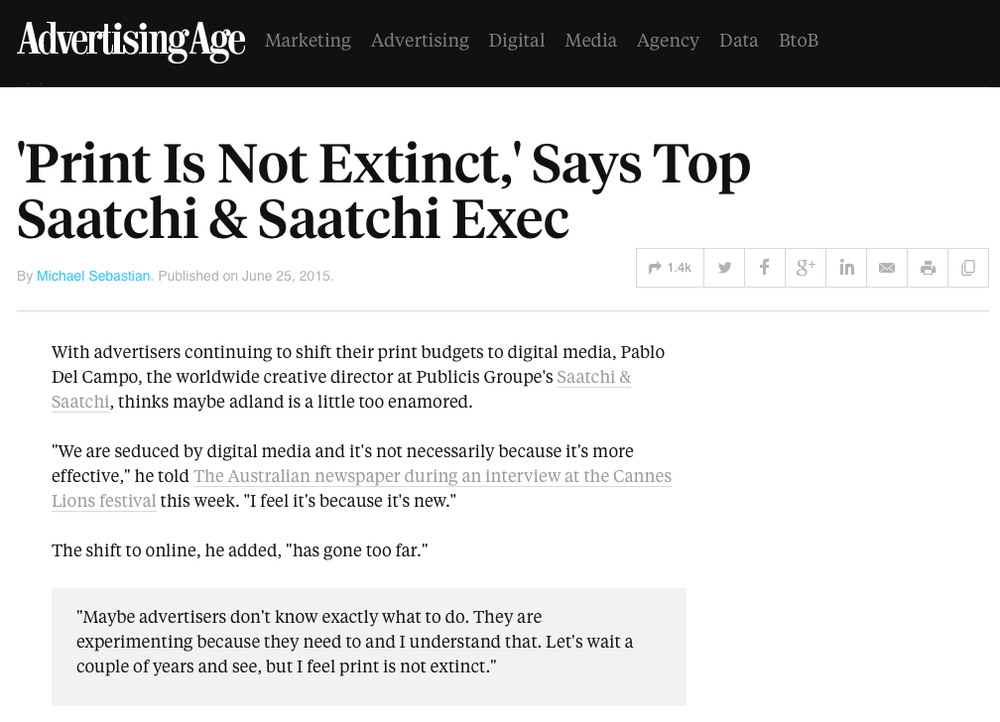 Advertising Age Marketing Advertising Digital Media Agency Data BtoB
'Print Is Not Extinct,' Says Top
Saatchi & Saatchi Exec
By Michael Sebastian. Published on June 25, 2015.
1.4k
With advertisers continuing to shift their print budgets to digital media, Pablo
Del Campo, the worldwide creative director at Publicis Groupe's Saatchi &
Saatchi, thinks maybe adland is a little too enamored.
"We are seduced by digital media and it's not necessarily because it's more
effective," he told The Australian newspaper during an interview at the Cannes
Lions festival this week. "I feel it's because it's new."
The shift to online, he added, "has gone too far."
"Maybe advertisers don't know exactly what to do. They are
experimenting because they need to and I understand that. Let's wait a
couple of years and see, but I feel print is not extinct."